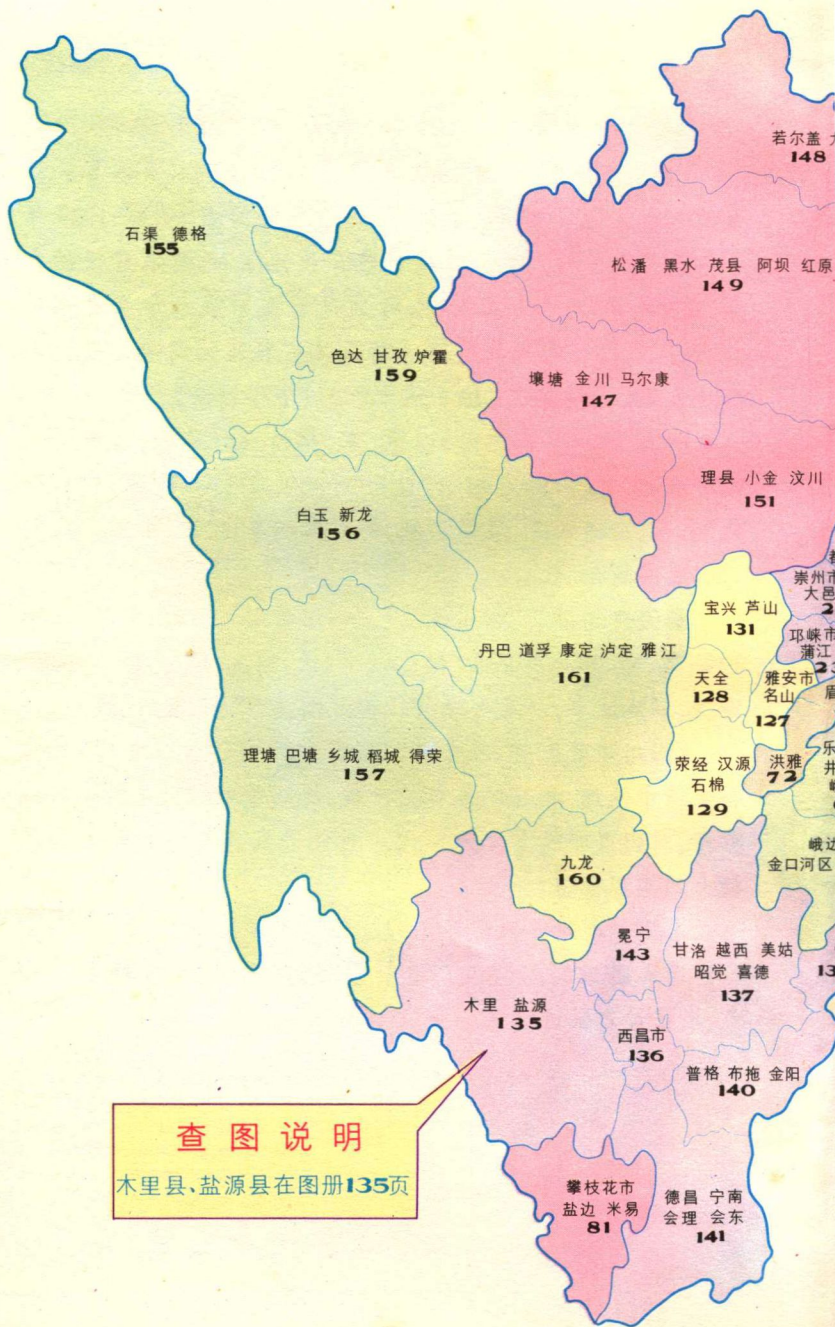 若尔盖
148
石渠 德格
155
松潘 黑水 茂县 阿坝 红原
149
色达 甘孜 炉霍
159
壤塘 金川 马尔康
147
理县 小金 汶川
151
白玉 新龙
156
崇州市
大邑
宝兴 芦山
131
邛崃市
蒲江
丹巴 道孚 康定 泸定 雅江
161
天全
128
雅安市
名山
127
理塘 巴塘 乡城 稻城 得荣
157
荥经 汉源
石棉
129
洪雅
72
九龙
160
峨边
金口河区
冕宁
143
甘洛 越西 美姑
昭觉 喜德
137
木里 盐源
135
西昌市
136
普格 布拖 金阳
140
查图说明
木里县、盐源县在图册135页
攀枝花市
盐边 米易
81
德昌 宁南
会理 会东
141